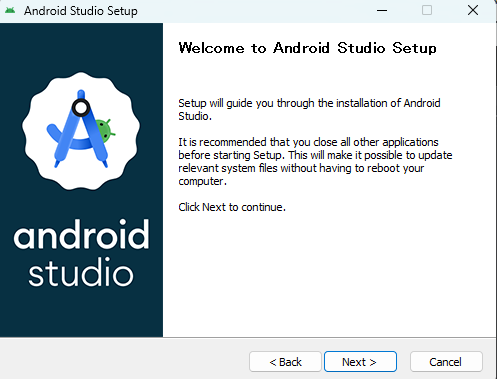 Android Studio Setup
Welcome to Android Studio Setup
Setup will guide you through the installation of Android
Studio.
It is recommended that you close all other applications
before starting Setup. This will make it possible to update
relevant system files without having to reboot your
computer.
Click Next to continue.
android
studio
< Back
Next >
Cancel